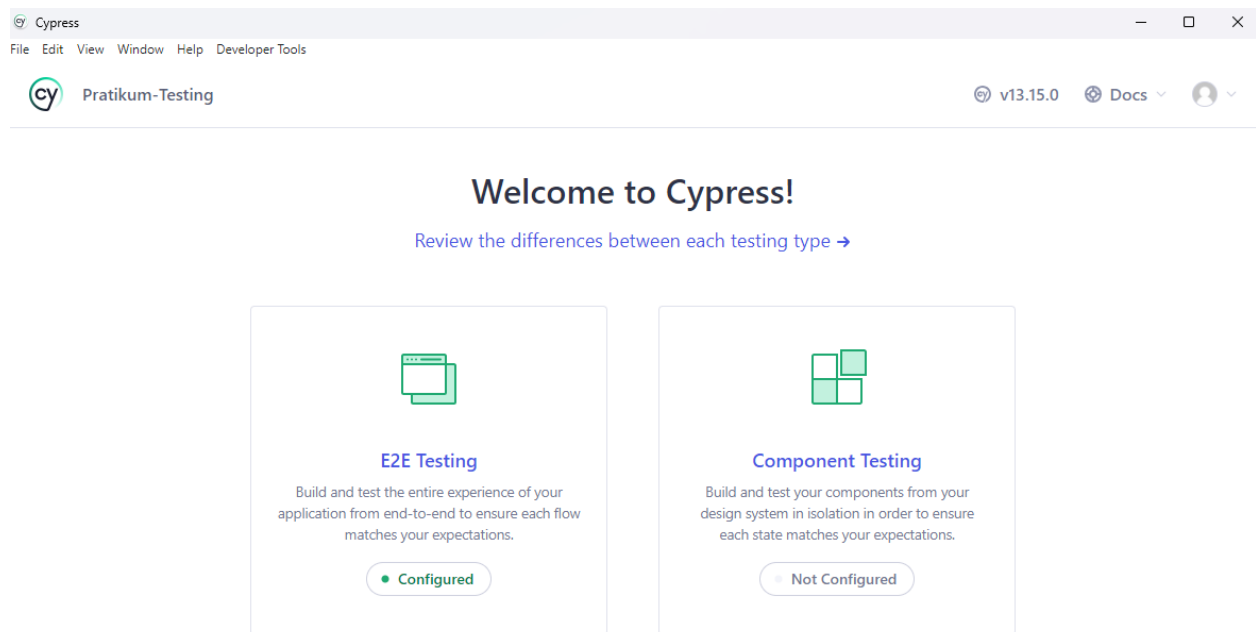 cy Cypress
File Edit View Window Help Developer Tools
cy Pratikum-Testing cy v13.15.0 Docs
Welcome to Cypress!
Review the differences between each testing type →
E2E Testing
Build and test the entire experience of your
application from end-to-end to ensure each flow
matches your expectations.
Configured
Component Testing
Build and test your components from your
design system in isolation in order to ensure
each state matches your expectations.
Not Configured